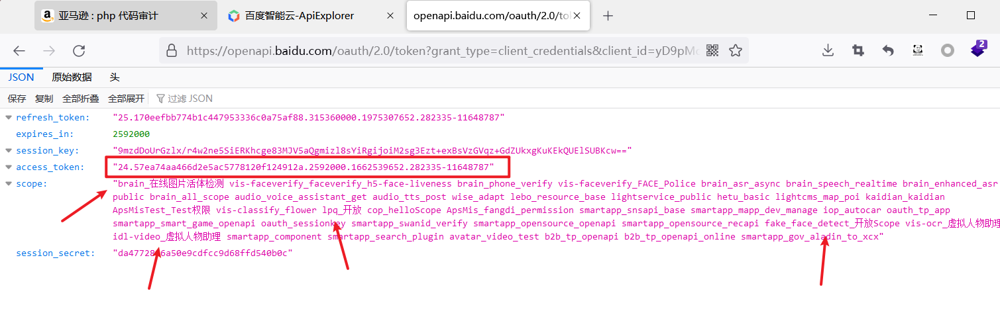 亚马逊 : php 代码审计
百度智能云-ApiExplorer
openapi.baidu.com/oauth/2.0/to
https://openapi.baidu.com/oauth/2.0/token?grant_type=client_credentials&client_id=yD9pM
2
JSON 原始数据 头
保存 复制 全部折叠 全部展开 过滤 JSON
refresh_token: "25.170eefbb774b1c447953336c0a75af88.315360000.1975307652.282335-11648787"
expires_in: 2592000
session_key: "9mzdDoUrGzlx/r4w2ne5SiERKhcge83MJV5aQgmizl8sYiRgijoiM2sg3Ezt+exBsVzGVqz+GdZUkxgKuKEkQUElSUBKcw=="
access_token: "24.57ea74aa466d2e5ac5778120f124912a.2592000.1662539652.282335-11648787"
scope: "brain_在线图片活体检测 vis-faceverify_faceverify_h5-face-liveness brain_phone_verify vis-faceverify_FACE_Police brain_asr_async brain_speech_realtime brain_enhanced_asr
public brain_all_scope audio_voice_assistant_get audio_tts_post wise_adapt lebo_resource_base lightservice_public hetu_basic lightcms_map_poi kaidian_kaidian
ApsMisTest_Test权限 vis-classify_flower lpq_开放 cop_helloScope ApsMis_fangdi_permission smartapp_snsapi_base smartapp_mapp_dev_manage iop_autocar oauth_tp_app
smartapp_smart_game_openapi oauth_sessionkey smartapp_swanid_verify smartapp_opensource_openapi smartapp_opensource_recapi fake_face_detect_开放Scope vis-ocr_虚拟人物助理
idl-video_虚拟人物助理 smartapp_component smartapp_search_plugin avatar_video_test b2b_tp_openapi b2b_tp_openapi_online smartapp_gov_aladin_to_xcx"
session_secret: